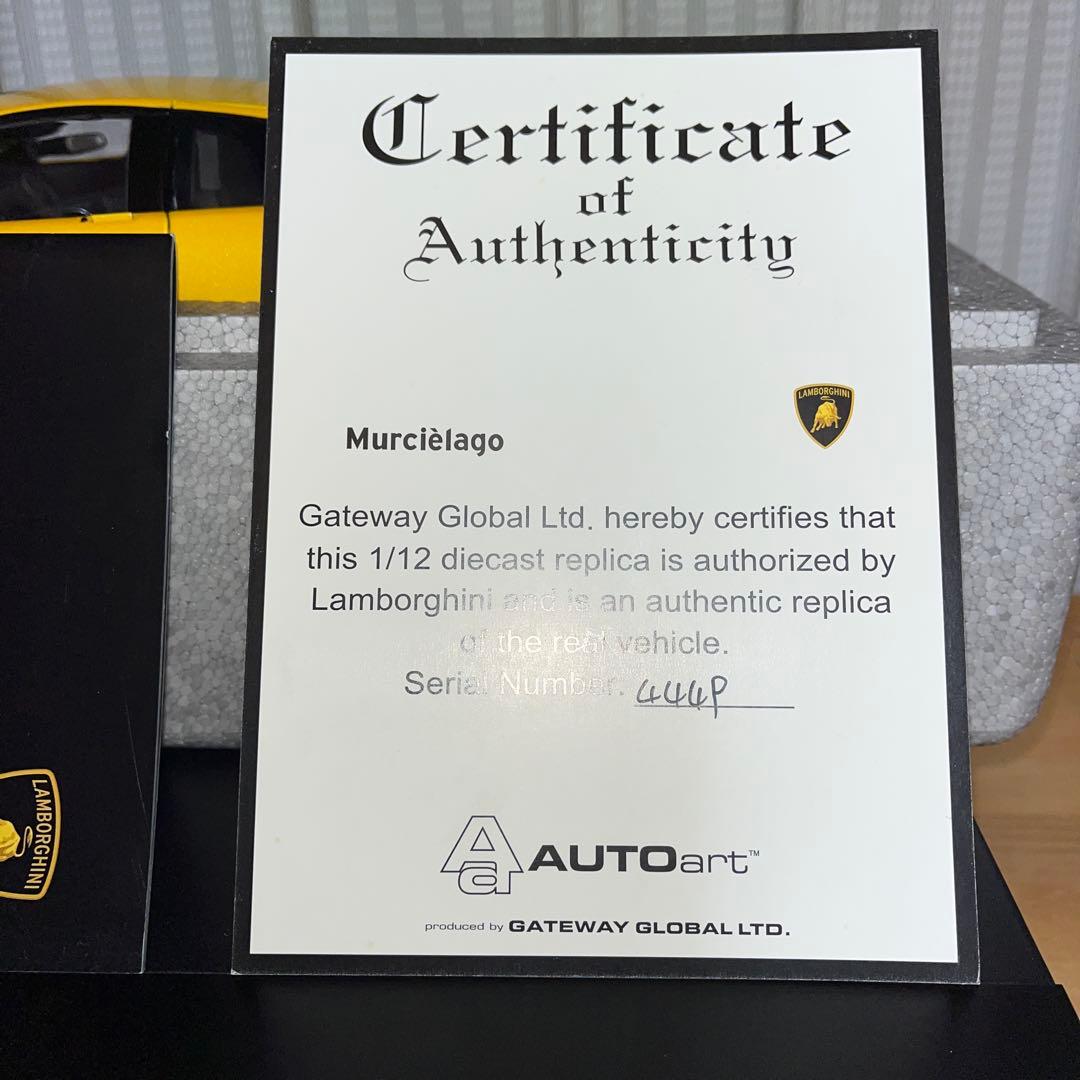 Certificate
of
Authenticity
LAMBORGHINI
Murcièlago
Gateway Global Ltd. hereby certifies that
this 1/12 diecast replica is authorized by
Lamborghini and is an authentic replica
of the real vehicle.
Serial Number: 444P
LAMBORGHINI
Aa AUTOart™
produced by GATEWAY GLOBAL LTD.